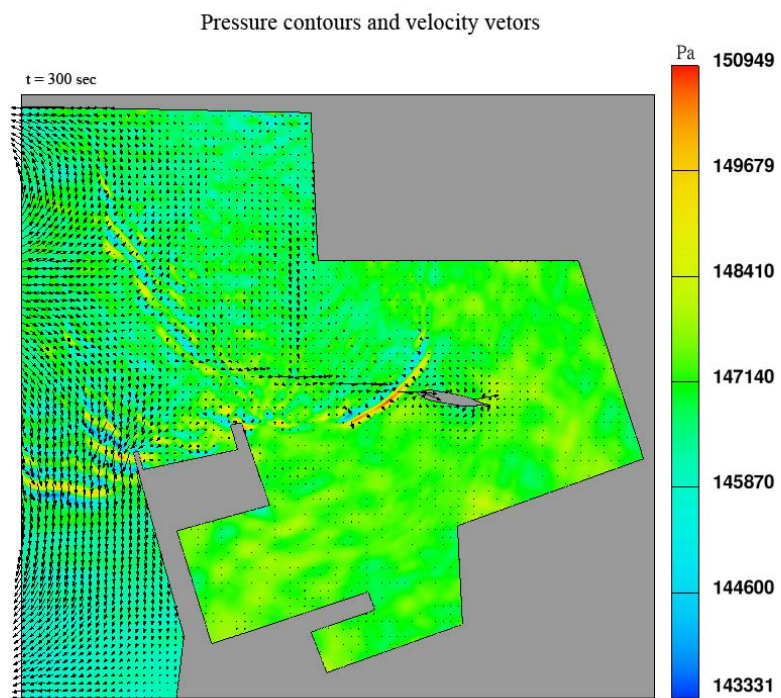 Pressure contours and velocity vetors
t = 300 sec
Pa
150949
149679
148410
147140
145870
144600
143331